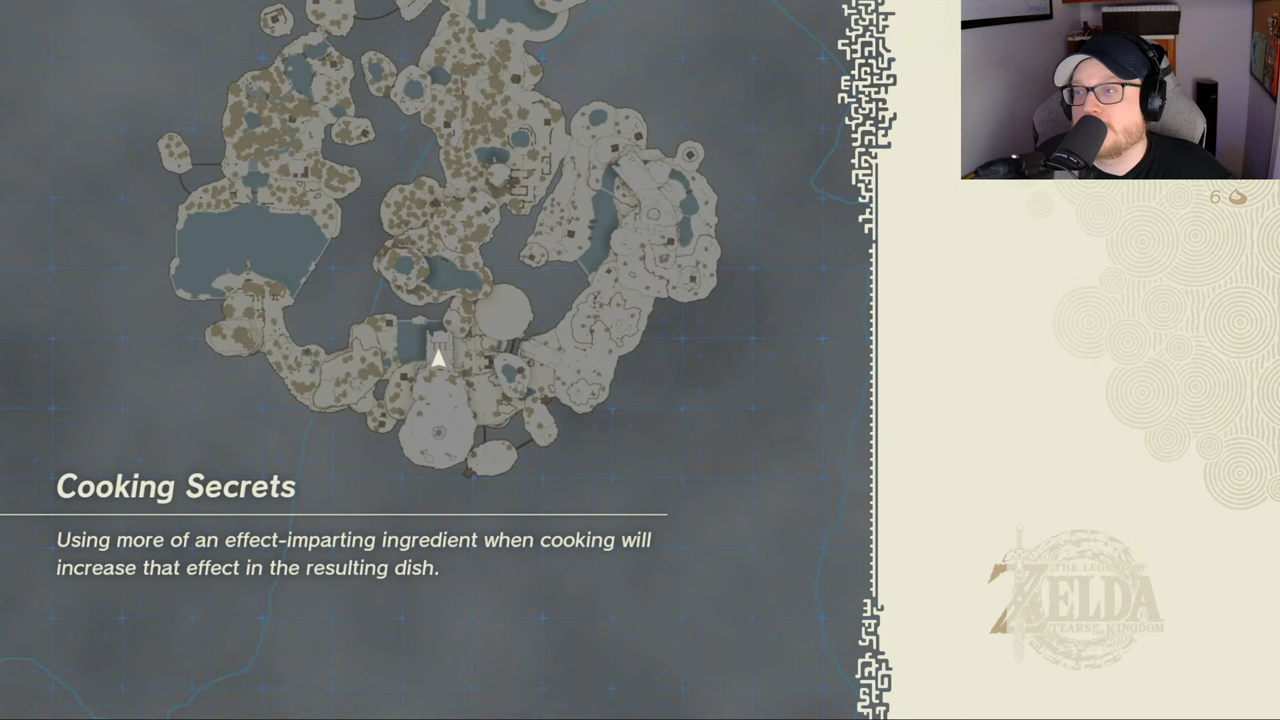 6
Cooking Secrets
Using more of an effect-imparting ingredient when cooking will
increase that effect in the resulting dish.
THE LEGEND OF
ZELDA
TEARS OF THE KINGDOM